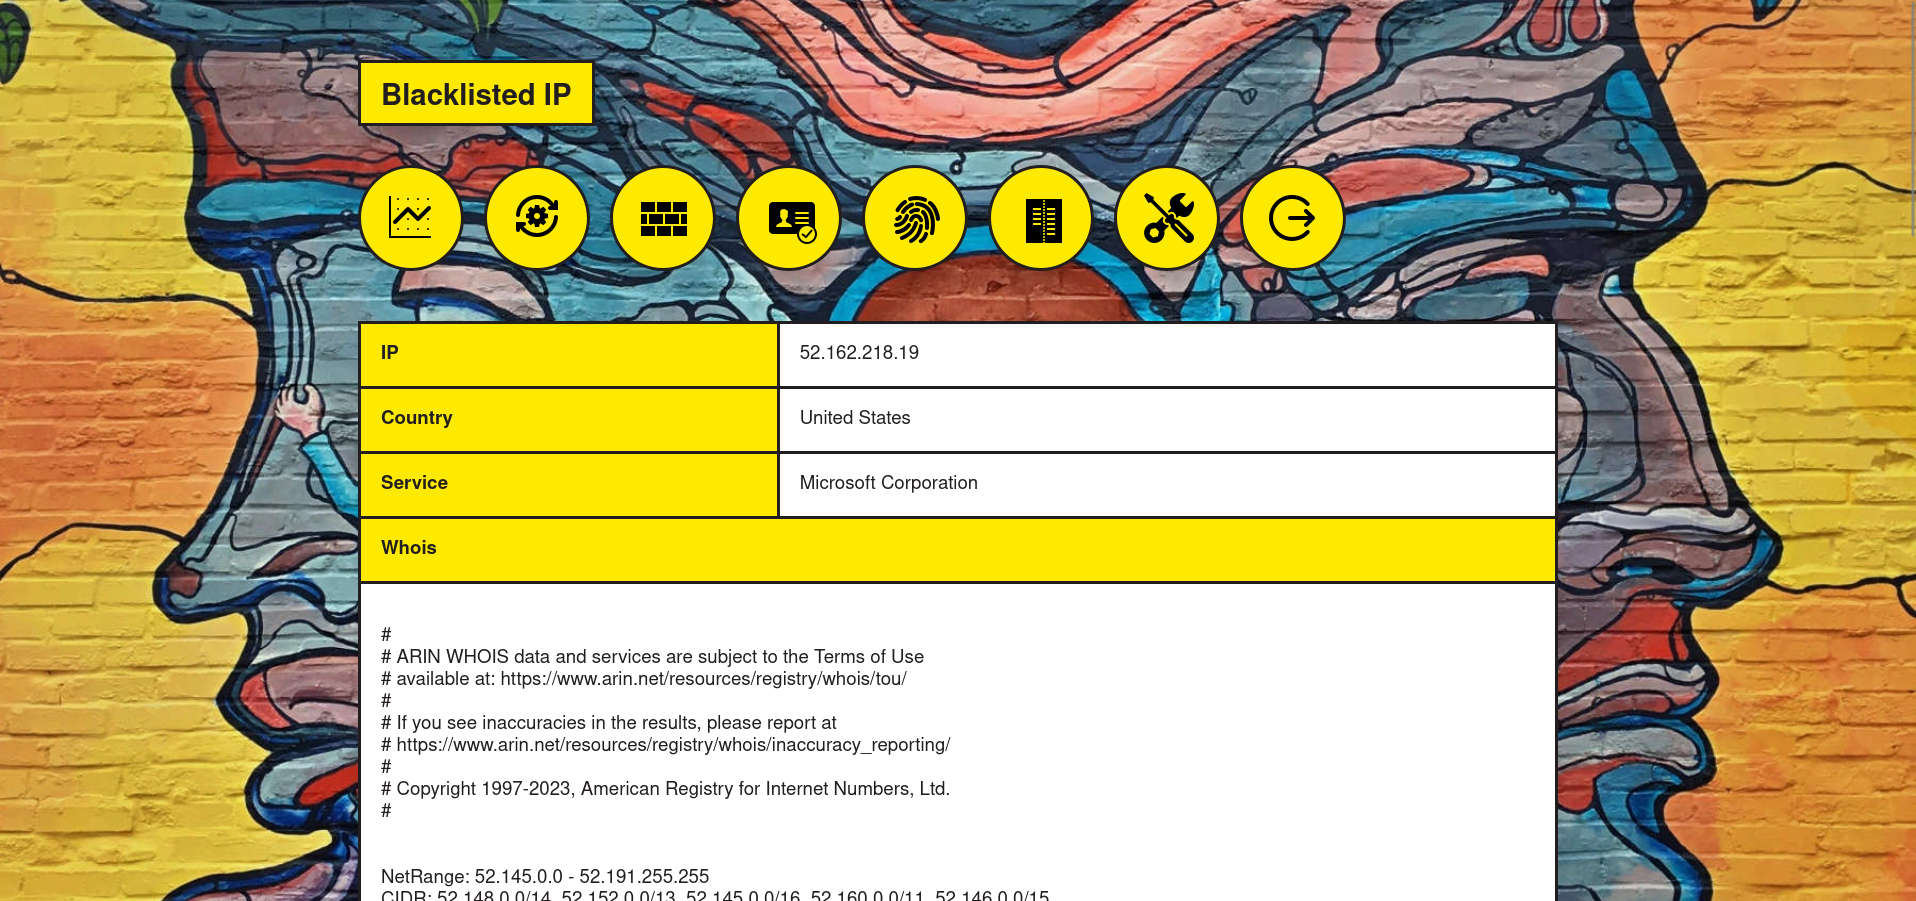 Blacklisted IP
IP
52.162.218.19
Country
United States
Service
Microsoft Corporation
Whois
#
# ARIN WHOIS data and services are subject to the Terms of Use
# available at: https://www.arin.net/resources/registry/whois/tou/
#
# If you see inaccuracies in the results, please report at
# https://www.arin.net/resources/registry/whois/inaccuracy_reporting/
#
# Copyright 1997-2023, American Registry for Internet Numbers, Ltd.
#
NetRange: 52.145.0.0 - 52.191.255.255
CIDR: 52.148.0.0/14, 52.152.0.0/13, 52.145.0.0/16, 52.160.0.0/11, 52.146.0.0/15